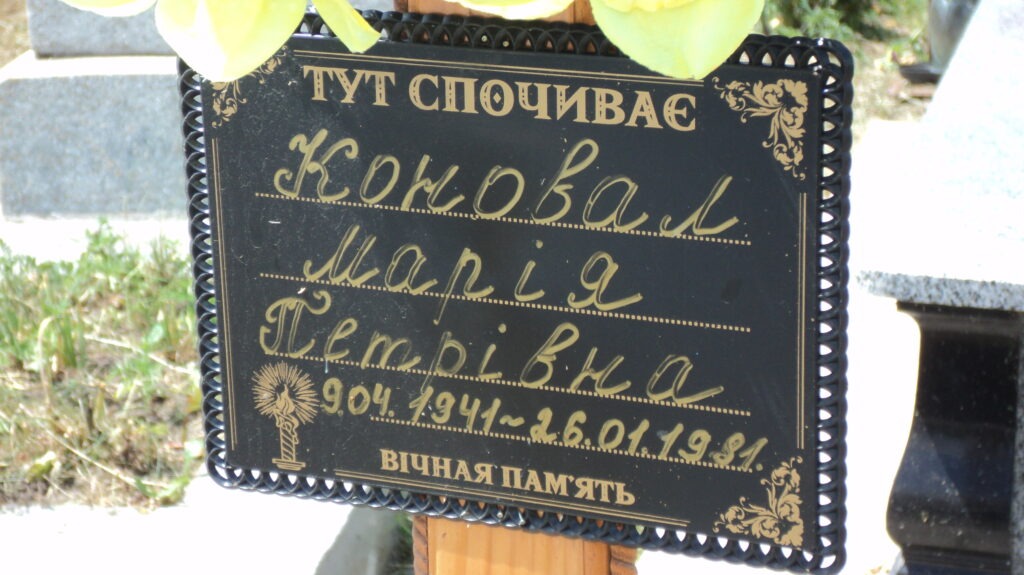 ТУТ СПОЧИВАЄ
Коновал
Марія
Петрівна
9.04.1941~26.01.1981.
ВІЧНАЯ ПАМ'ЯТЬ